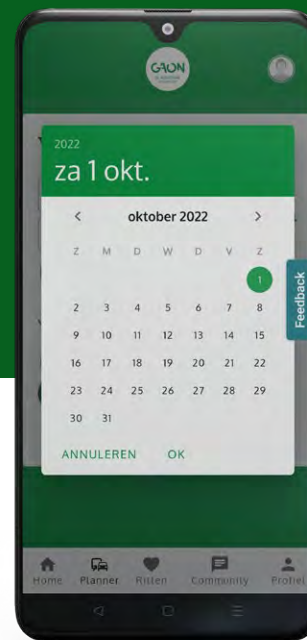 GAON
2022
za 1 okt.
oktober 2022
Z M D W D V Z
1
2 3 4 5 6 7 8
9 10 11 12 13 14 15
16 17 18 19 20 21 22
23 24 25 26 27 28 29
30 31
ANNULEREN OK
Feedback
Home Planner Ritten Community Profiel